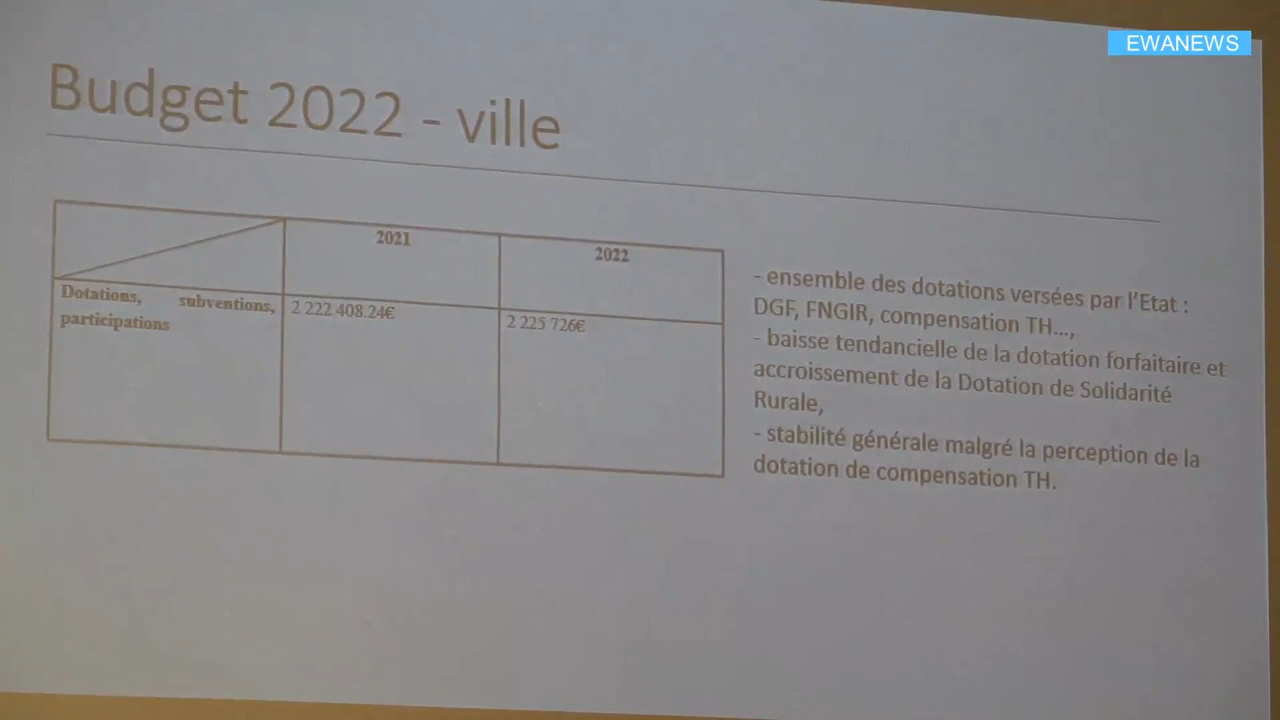 EWANEWS
Budget 2022 - ville
2021
2022
Dotations, subventions,
participations
2 222 408.24€
2 225 726€
- ensemble des dotations versées par l'Etat :
DGF, FNGIR, compensation TH...,
- baisse tendancielle de la dotation forfaitaire et
accroissement de la Dotation de Solidarité
Rurale,
- stabilité générale malgré la perception de la
dotation de compensation TH.